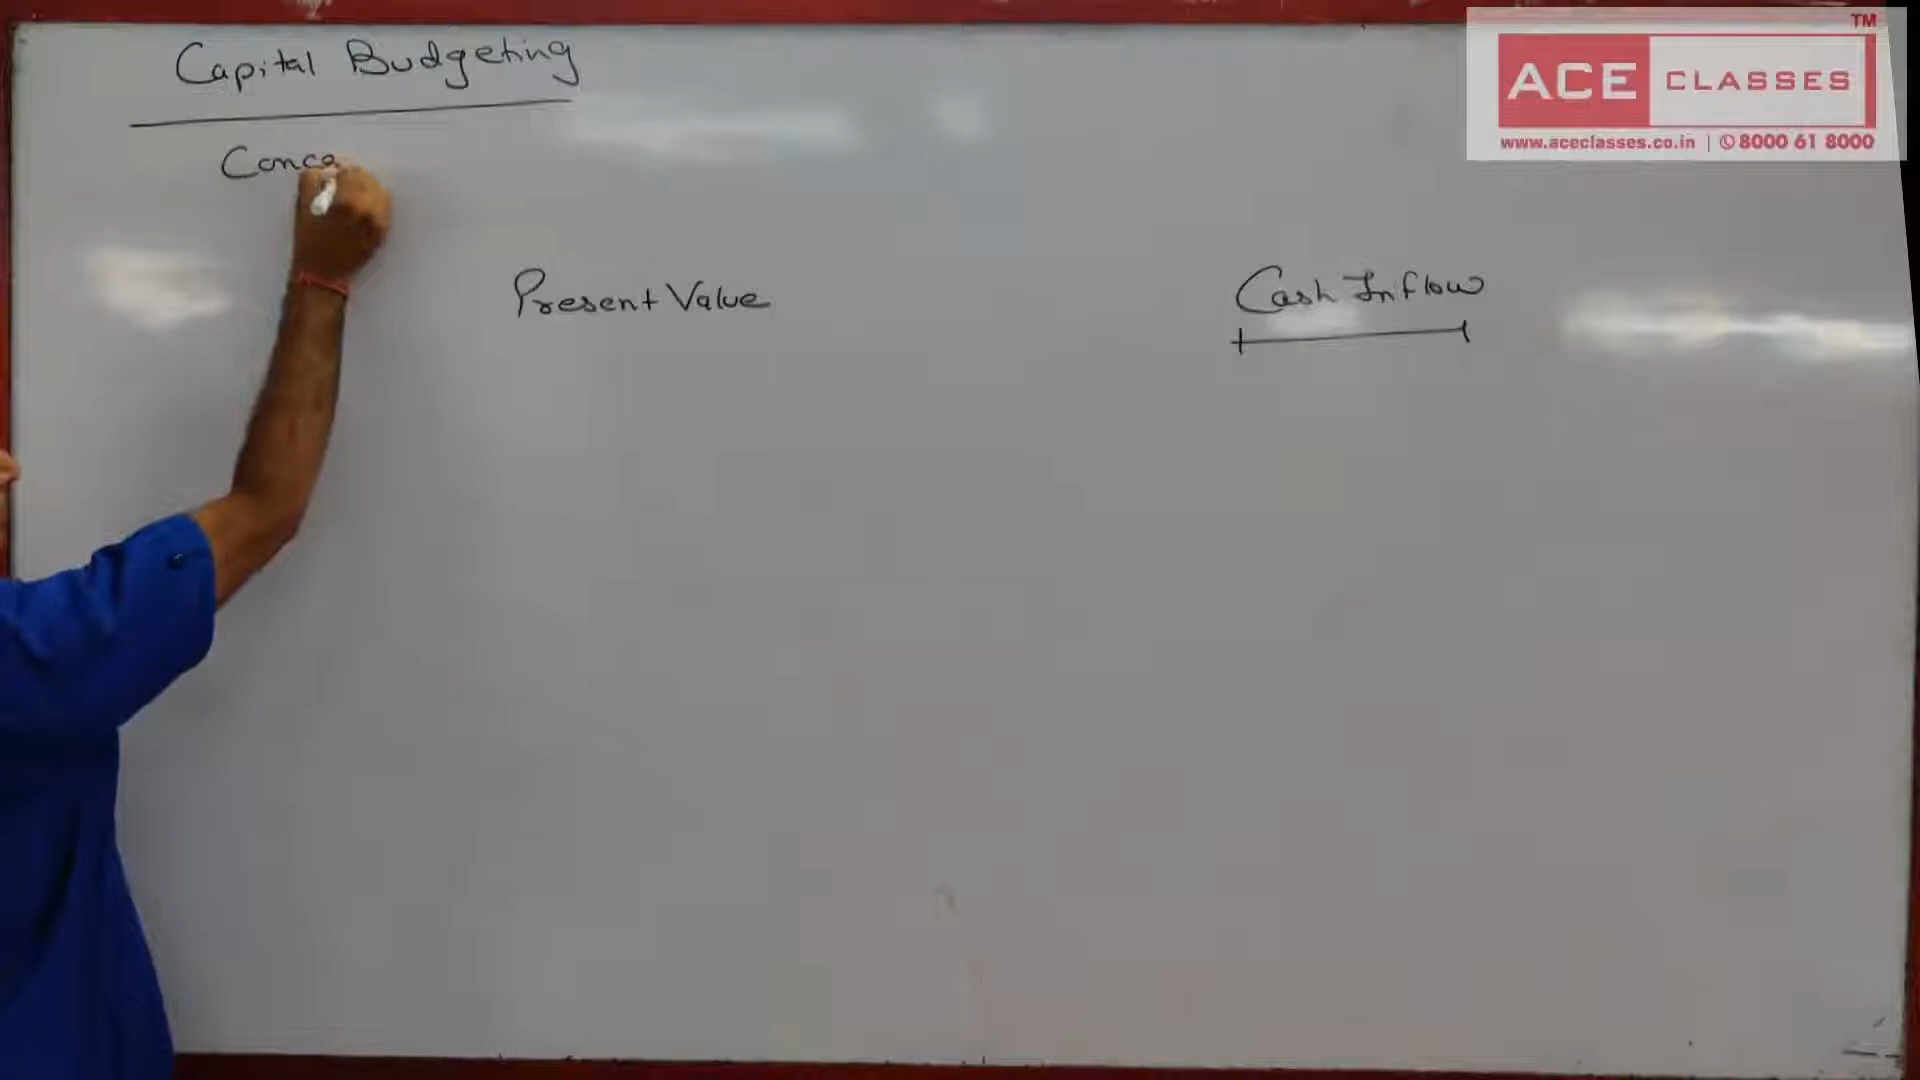 Capital Budgeting
Conce
Present Value
Cash Inflow
TM
ACE CLASSES
www.aceclasses.co.in | 8000 61 8000